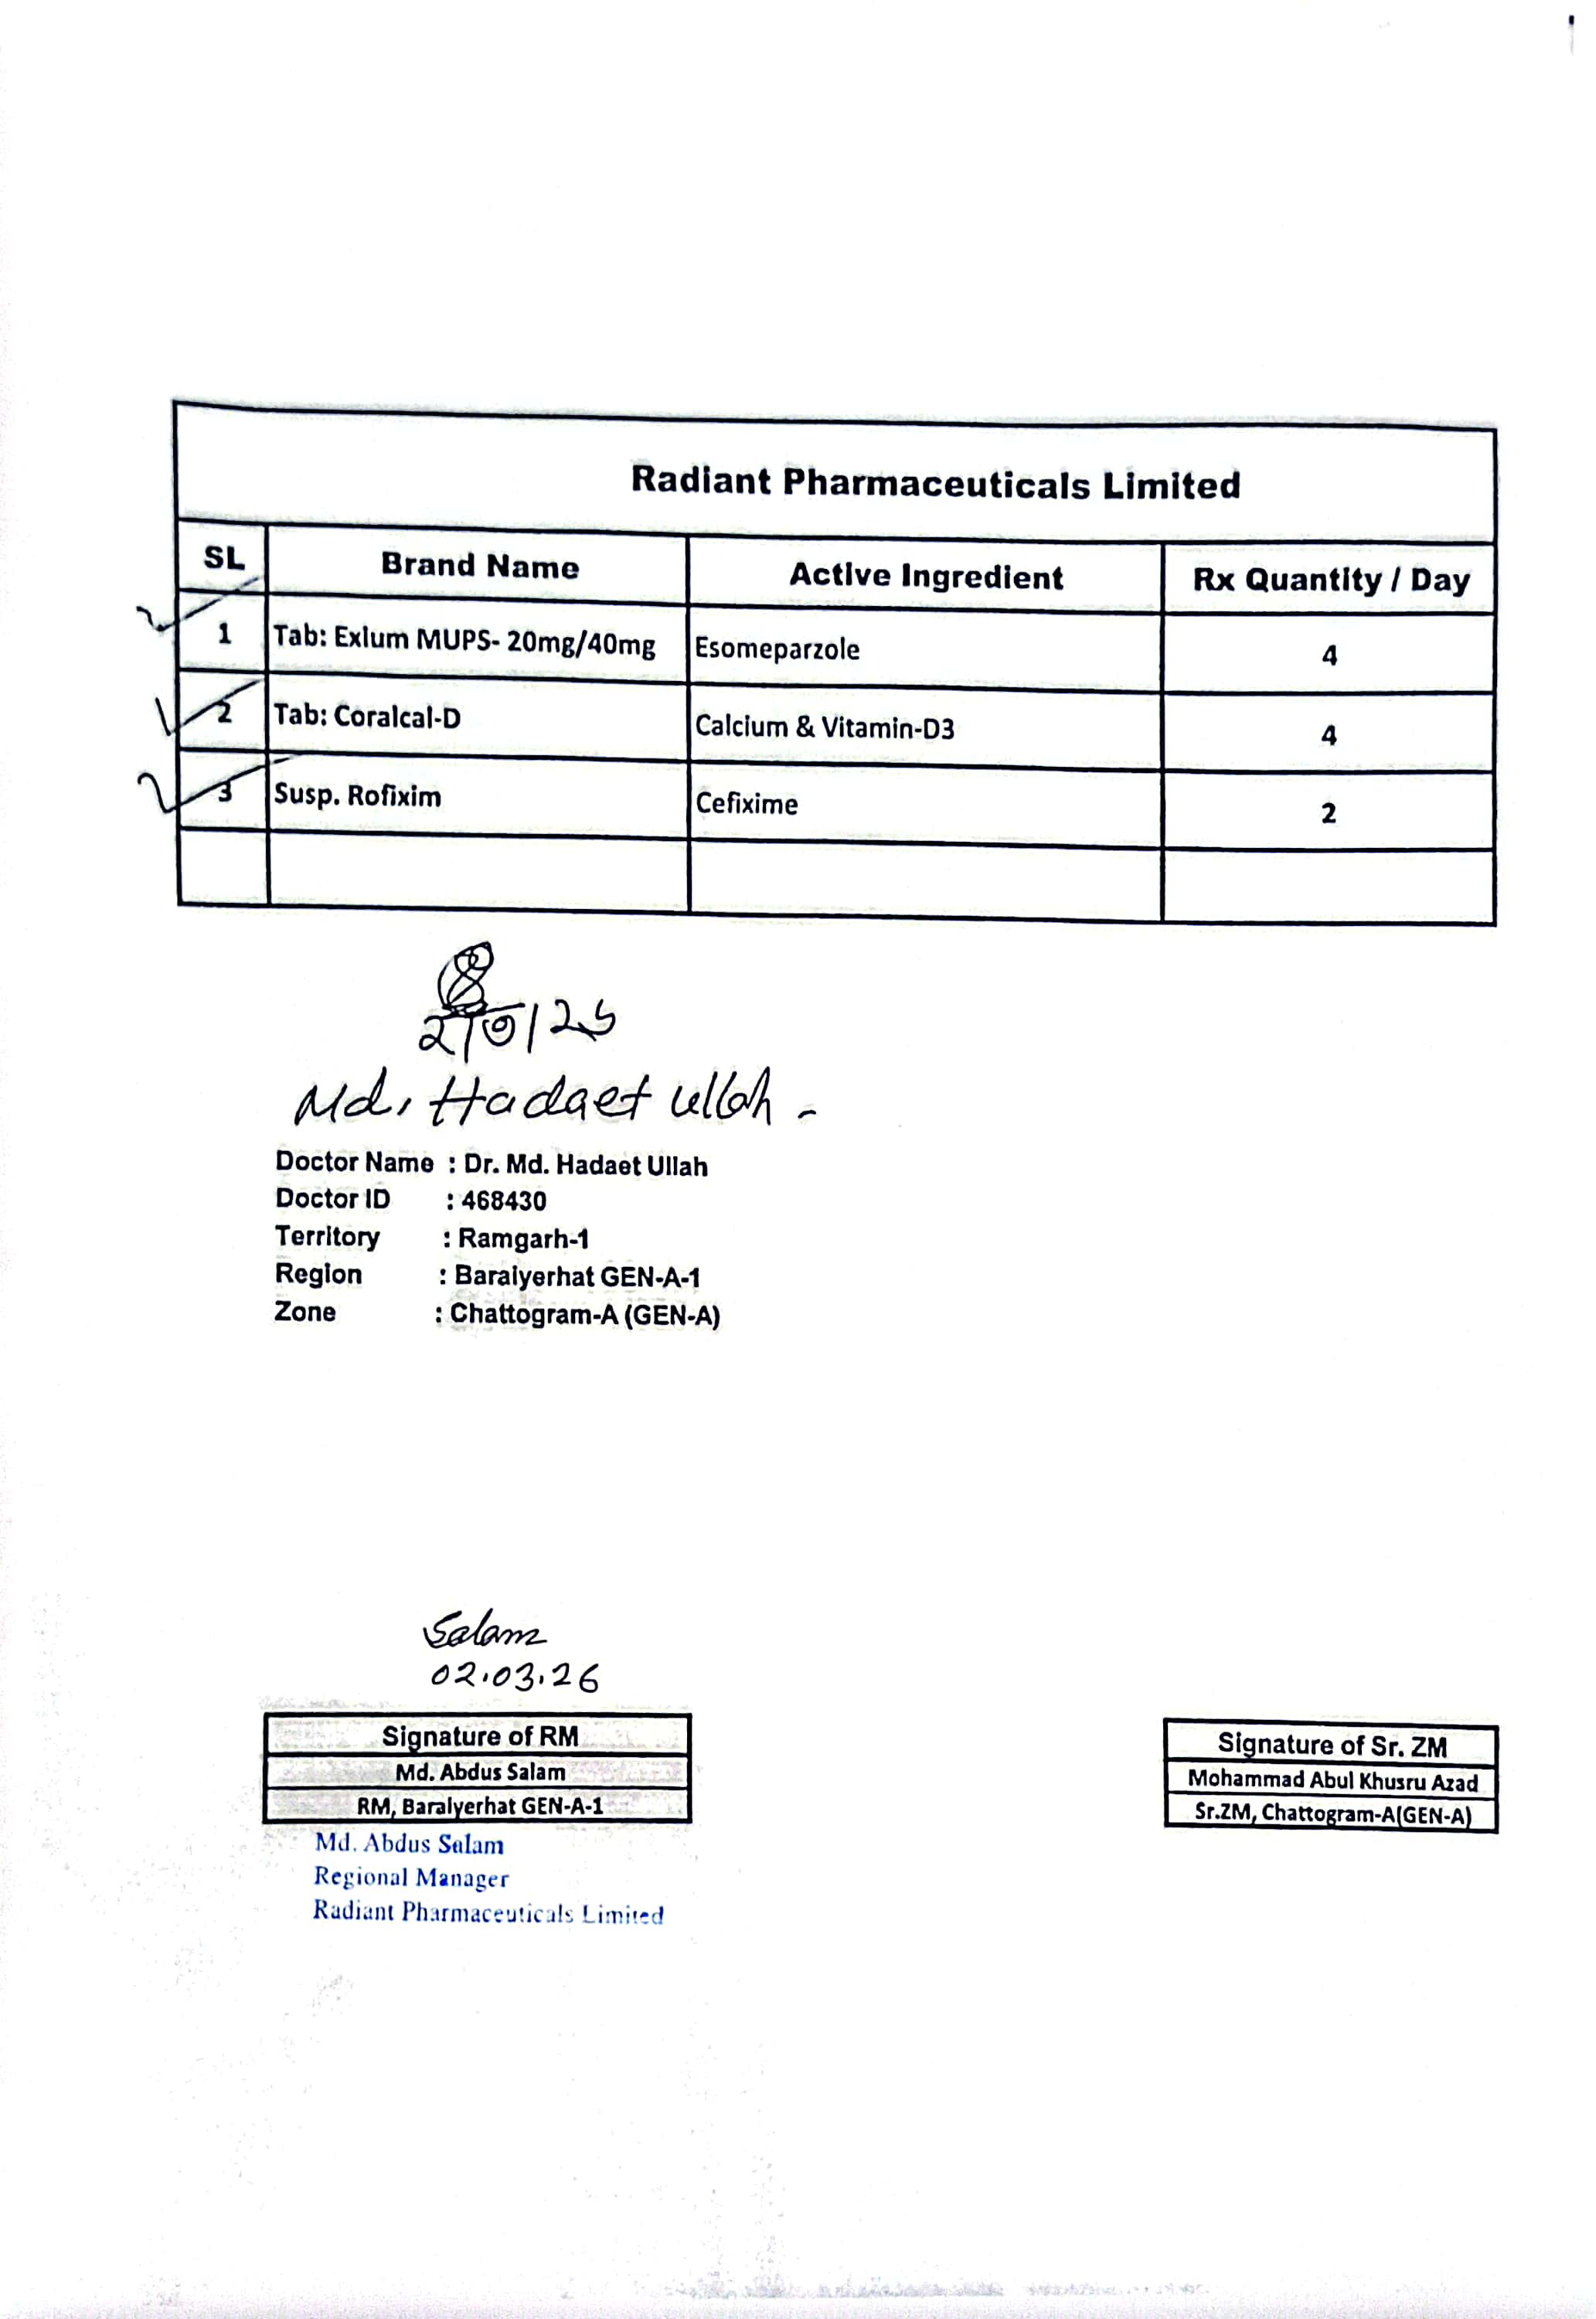 Radiant Pharmaceuticals Limited
SL Brand Name Active Ingredient Rx Quantity / Day
1 Tab: Exium MUPS- 20mg/40mg Esomeparzole 4
2 Tab: Coralcal-D Calcium & Vitamin-D3 4
3 Susp. Rofixim Cefixime 2
Md. Hadaet Ullah -
Doctor Name : Dr. Md. Hadaet Ullah
Doctor ID : 468430
Territory : Ramgarh-1
Region : Baraiyerhat GEN-A-1
Zone : Chattogram-A (GEN-A)
Salam
02.03.26
Signature of RM
Md. Abdus Salam
RM, Baraiyerhat GEN-A-1
Md. Abdus Salam
Regional Manager
Radiant Pharmaceuticals Limited
Signature of Sr. ZM
Mohammad Abul Khusru Azad
Sr.ZM, Chattogram-A(GEN-A)